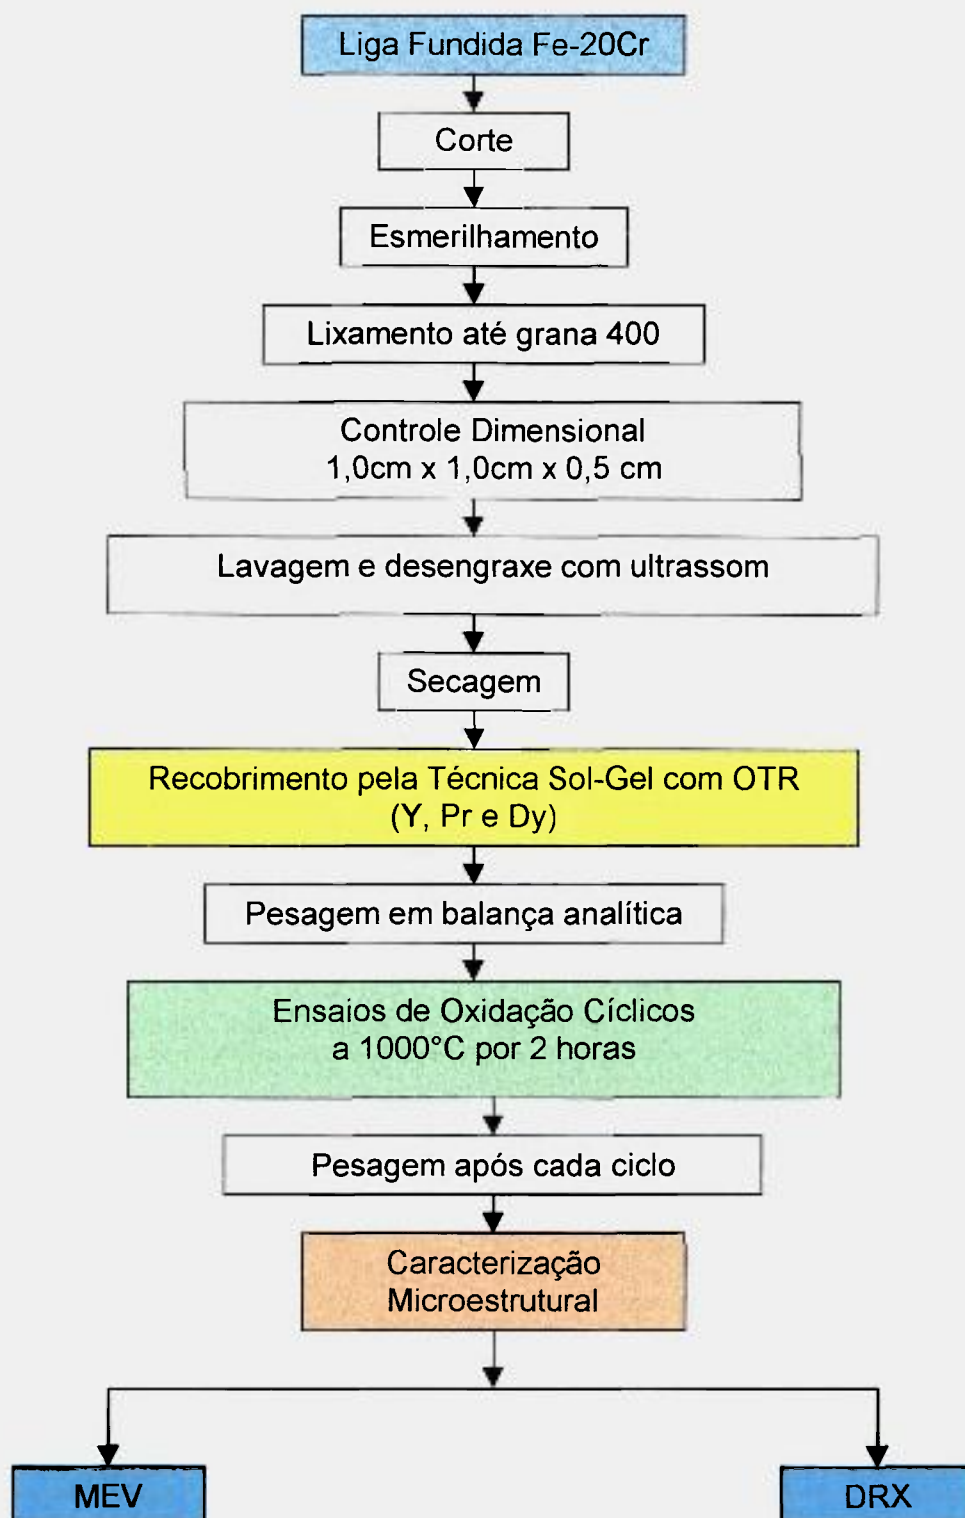 Liga Fundida Fe-20Cr
Corte
Esmerilhamento
Lixamento até grana 400
Controle Dimensional
1,0cm x 1,0cm x 0,5 cm
Lavagem e desengraxe com ultrassom
Secagem
Recobrimento pela Técnica Sol-Gel com OTR
(Y, Pr e Dy)
Pesagem em balança analítica
Ensaios de Oxidação Cíclicos
a 1000°C por 2 horas
Pesagem após cada ciclo
Caracterização
Microestrutural
MEV
DRX